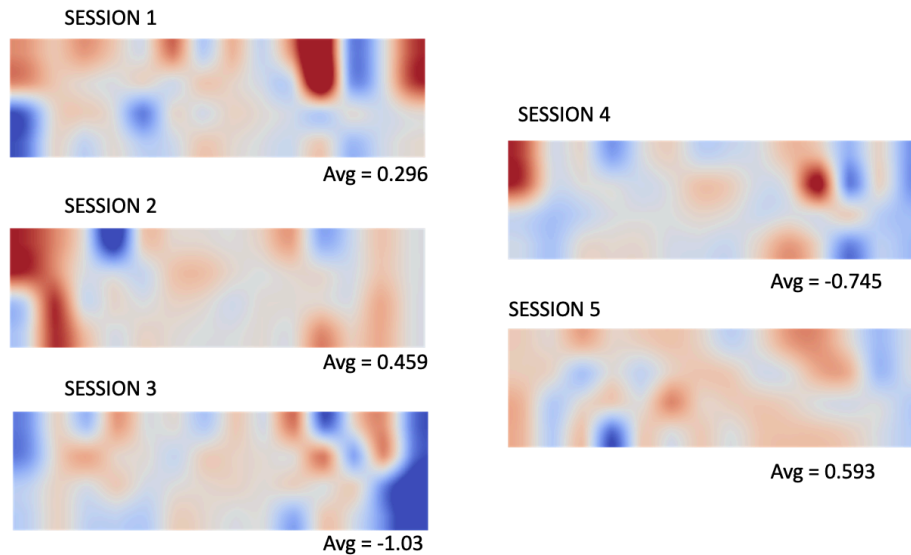 SESSION 1
Avg = 0.296
SESSION 2
Avg = 0.459
SESSION 3
Avg = -1.03
SESSION 4
Avg = -0.745
SESSION 5
Avg = 0.593